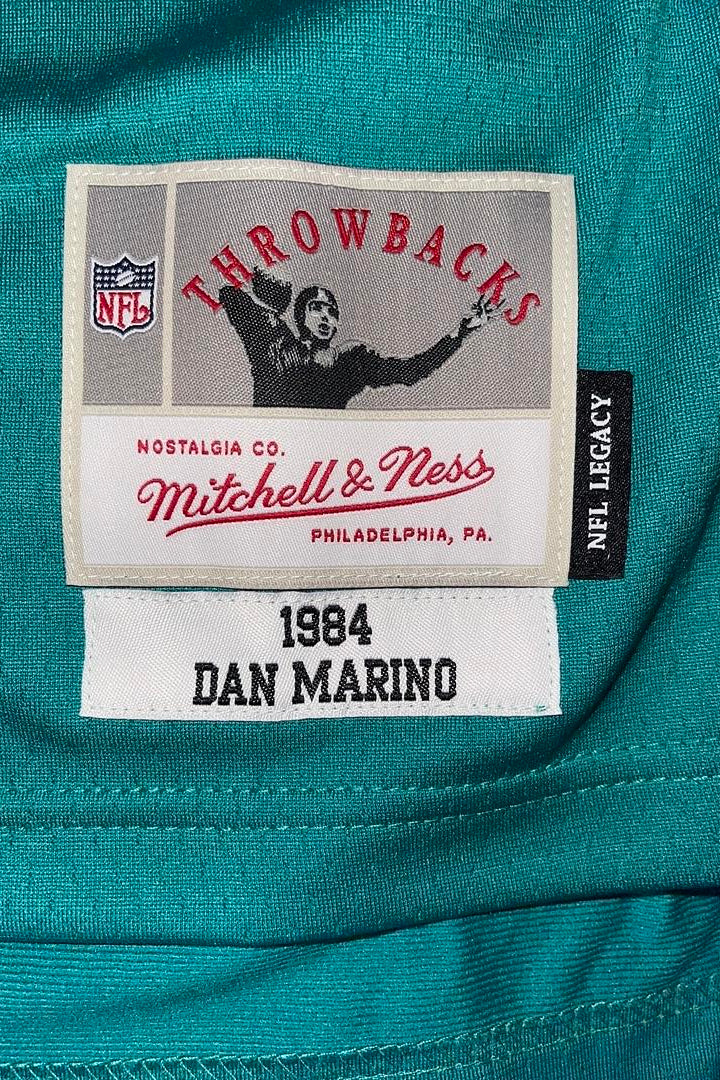 THROWBACKS
NFL
NOSTALGIA CO.
Mitchell & Ness
PHILADELPHIA, PA.
NFL LEGACY
1984
DAN MARINO